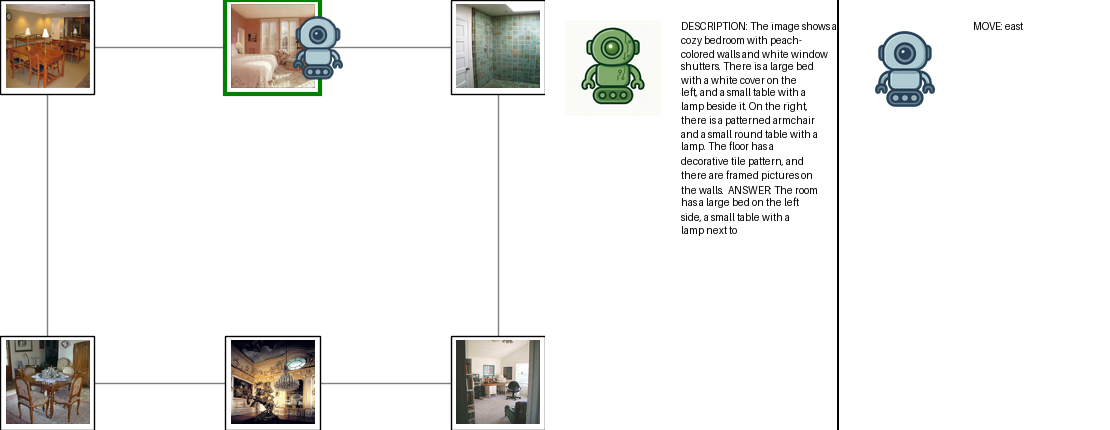 DESCRIPTION: The image shows a
cozy bedroom with peach-
colored walls and white window
shutters. There is a large bed
with a white cover on the
left, and a small table with a
lamp beside it. On the right,
there is a patterned armchair
and a small round table with a
lamp. The floor has a
decorative tile pattern, and
there are framed pictures on
the walls.  ANSWER: The room
has a large bed on the left
side, a small table with a
lamp next to
MOVE: east